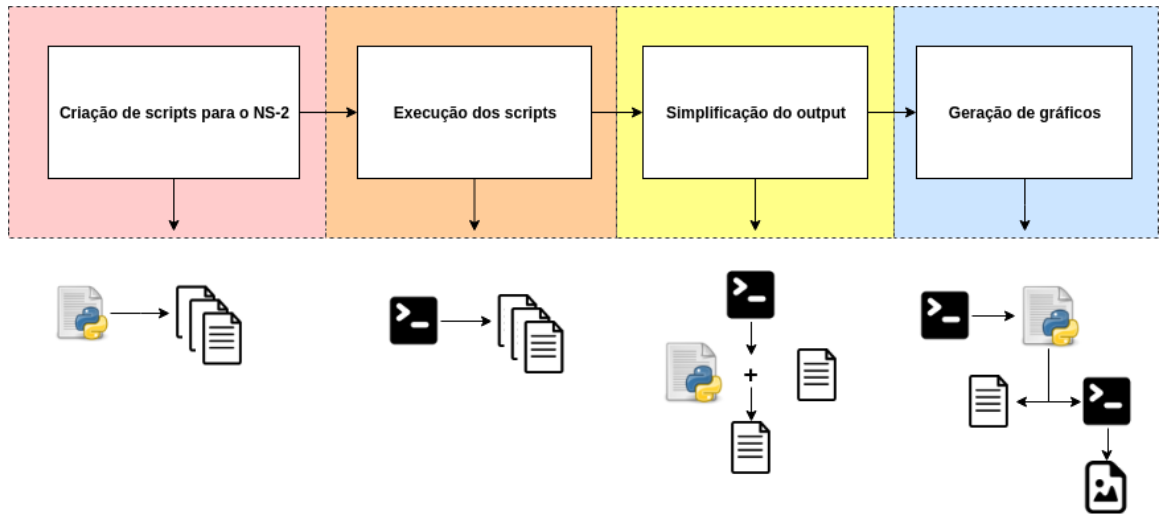 Criação de scripts para o NS-2
Execução dos scripts
Simplificação do output
Geração de gráficos
+